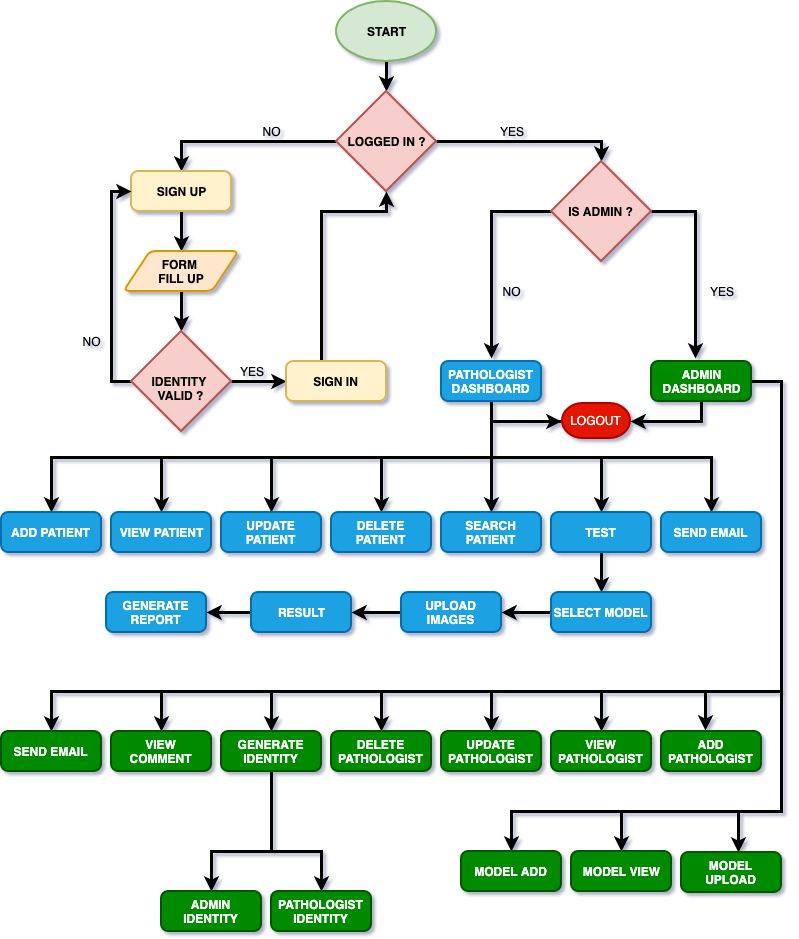 START
LOGGED IN ?
NO
YES
SIGN UP
IS ADMIN ?
FORM
FILL UP
NO
YES
NO
IDENTITY
VALID ?
YES
SIGN IN
PATHOLOGIST
DASHBOARD
ADMIN
DASHBOARD
LOGOUT
ADD PATIENT
VIEW PATIENT
UPDATE
PATIENT
DELETE
PATIENT
SEARCH
PATIENT
TEST
SEND EMAIL
GENERATE
REPORT
RESULT
UPLOAD
IMAGES
SELECT MODEL
SEND EMAIL
VIEW
COMMENT
GENERATE
IDENTITY
DELETE
PATHOLOGIST
UPDATE
PATHOLOGIST
VIEW
PATHOLOGIST
ADD
PATHOLOGIST
MODEL ADD
MODEL VIEW
MODEL
UPLOAD
ADMIN
IDENTITY
PATHOLOGIST
IDENTITY